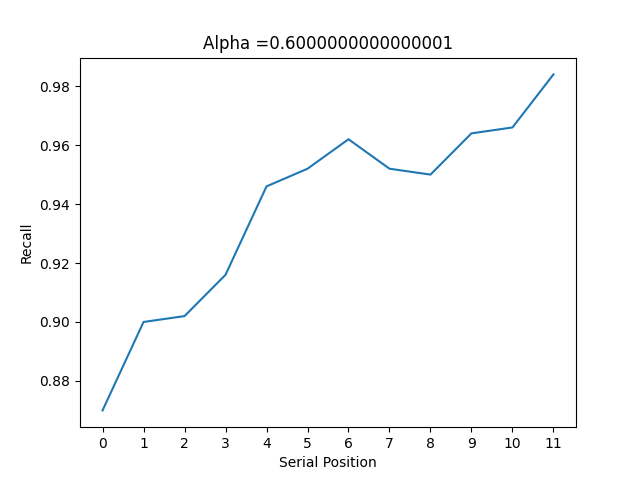 Alpha =0.6000000000000001
0.98
0.96
0.94
0.92
0.90
0.88
Recall
0 1 2 3 4 5 6 7 8 9 10 11
Serial Position